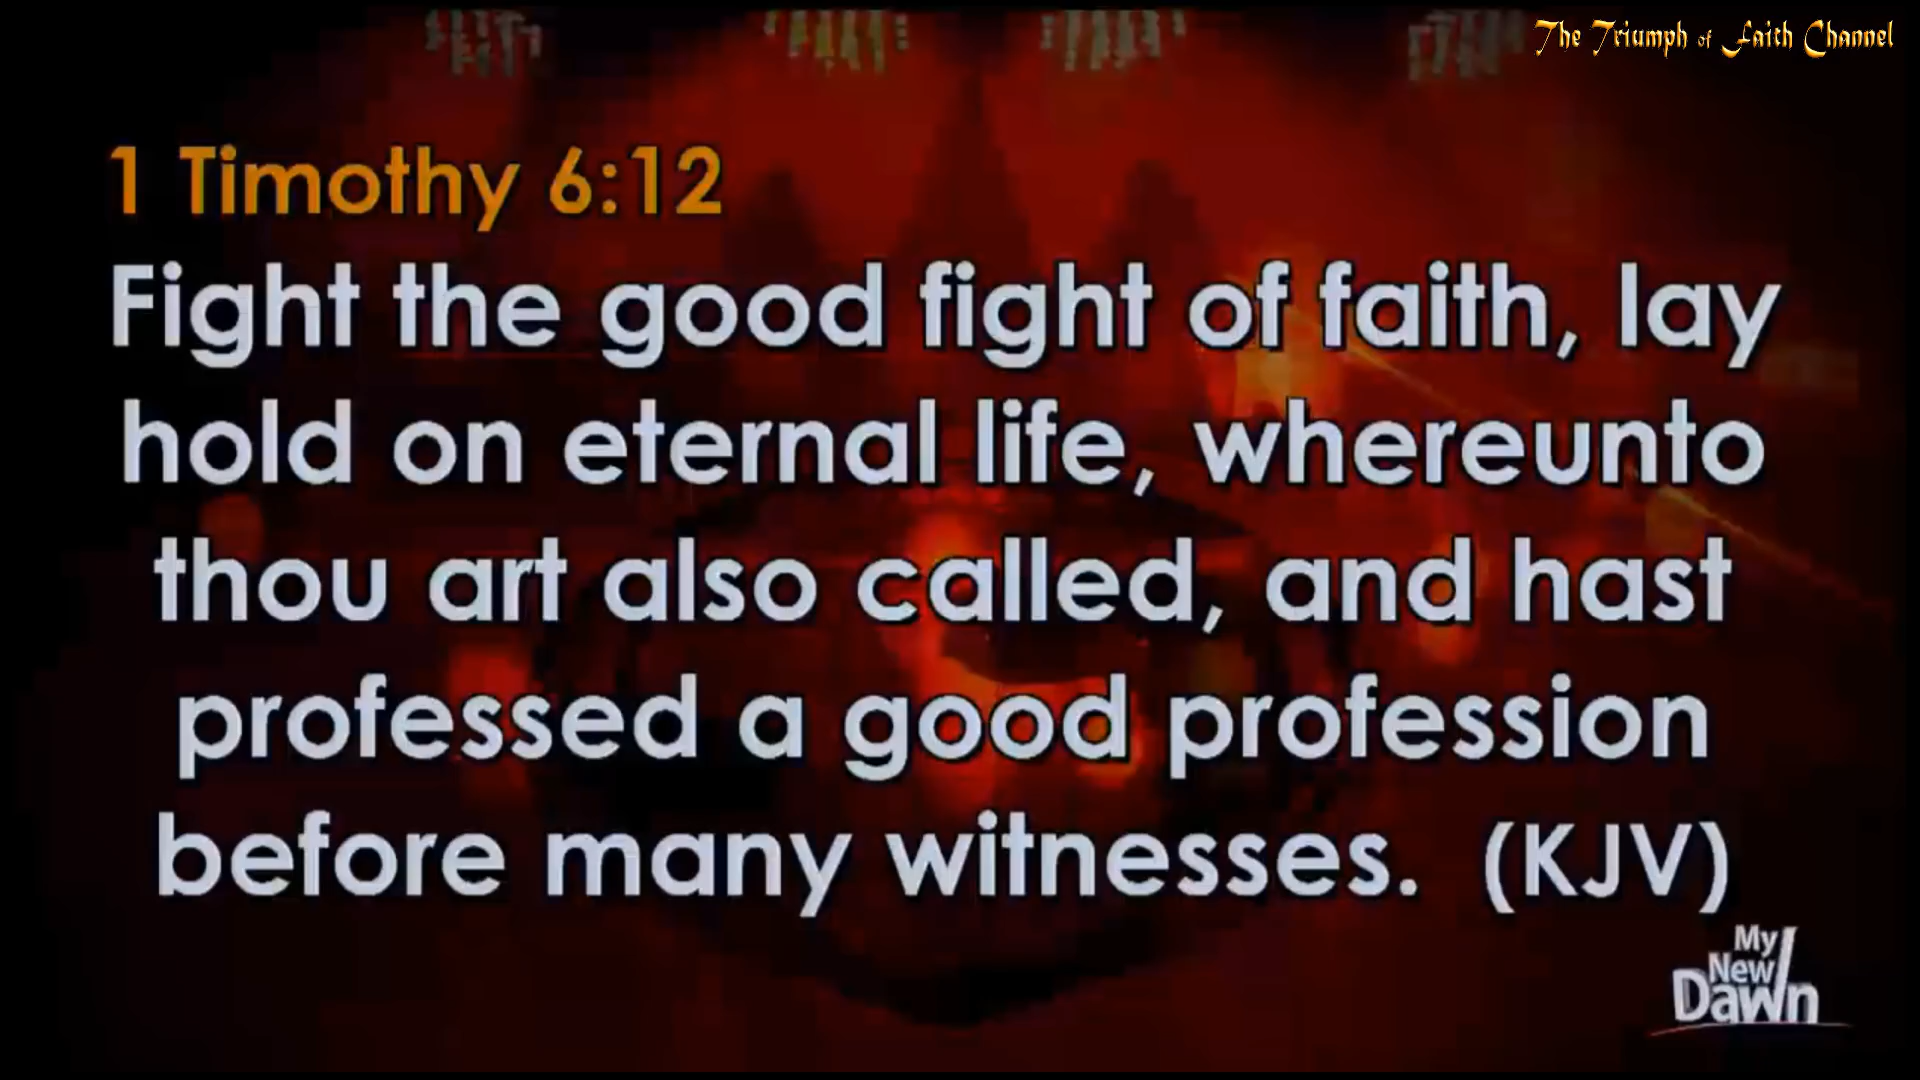 The Triumph of Faith Channel
1 Timothy 6:12
Fight the good fight of faith, lay
hold on eternal life, whereunto
thou art also called, and hast
professed a good profession
before many witnesses. (KJV)
My
New
Dawn